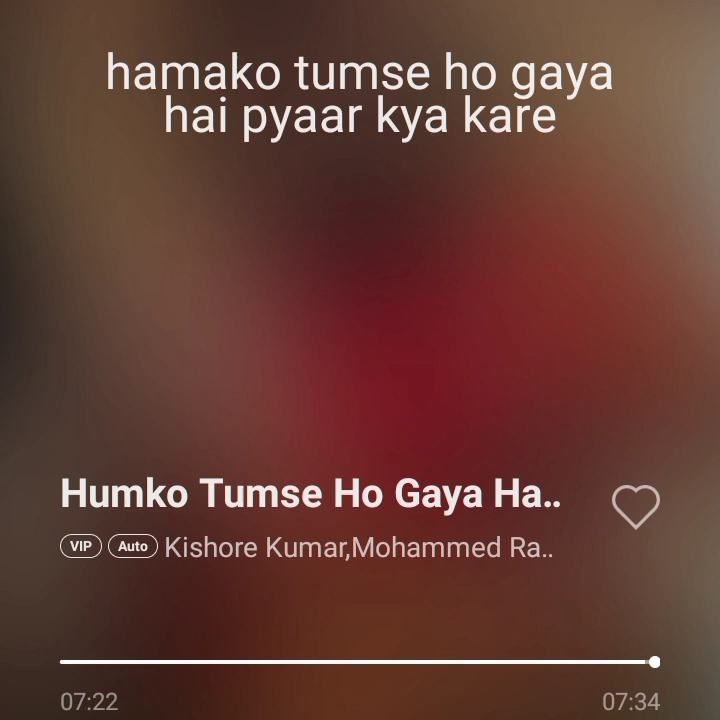 hamako tumse ho gaya
hai pyaar kya kare
Humko Tumse Ho Gaya Ha..
VIP Auto Kishore Kumar,Mohammed Ra..
07:22 07:34